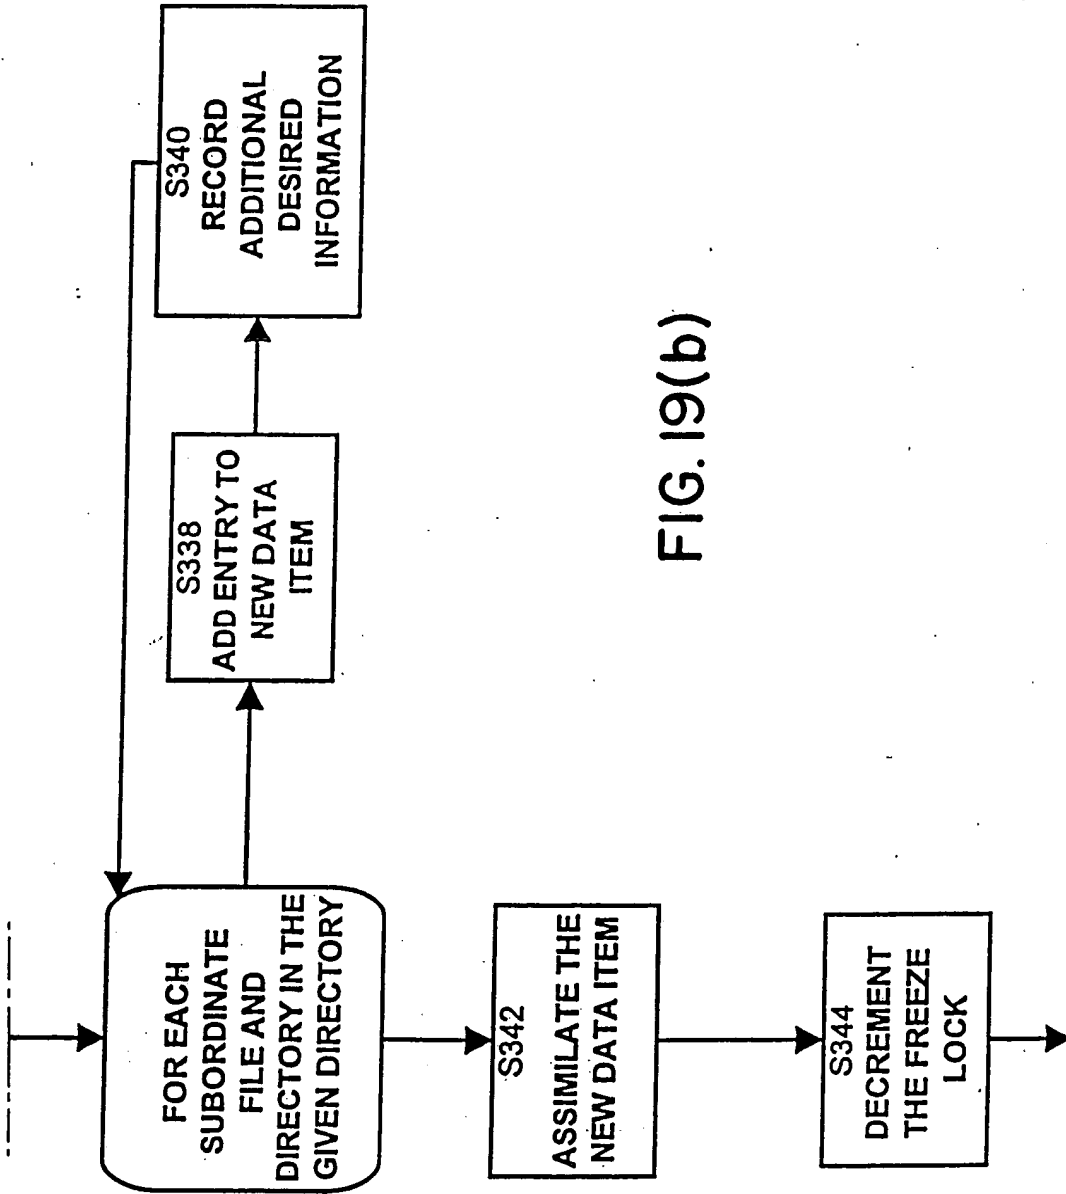 FOR EACH
SUBORDINATE
FILE AND
DIRECTORY IN THE
GIVEN DIRECTORY
S338
ADD ENTRY TO
NEW DATA
ITEM
S340
RECORD
ADDITIONAL
DESIRED
INFORMATION
S342
ASSIMILATE THE
NEW DATA ITEM
S344
DECREMENT
THE FREEZE
LOCK
FIG. 19(b)